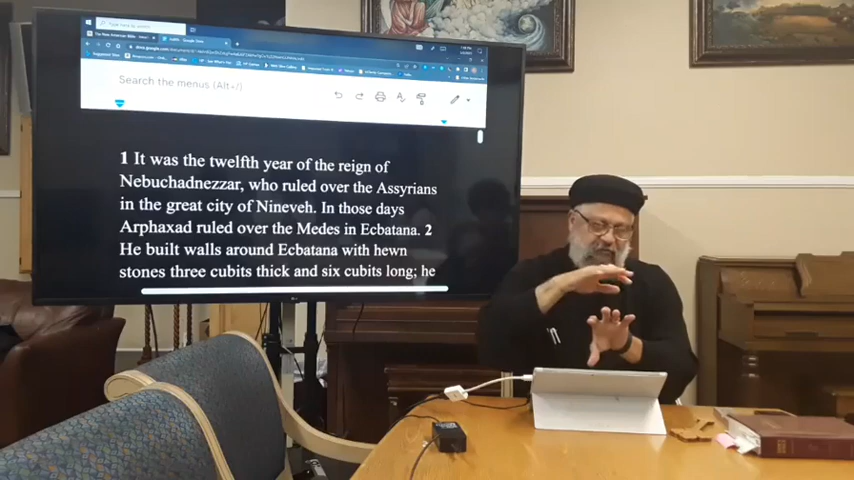 Search the menus (Alt+/)
1 It was the twelfth year of the reign of
Nebuchadnezzar, who ruled over the Assyrians
in the great city of Nineveh. In those days
Arphaxad ruled over the Medes in Ecbatana. 2
He built walls around Ecbatana with hewn
stones three cubits thick and six cubits long; he